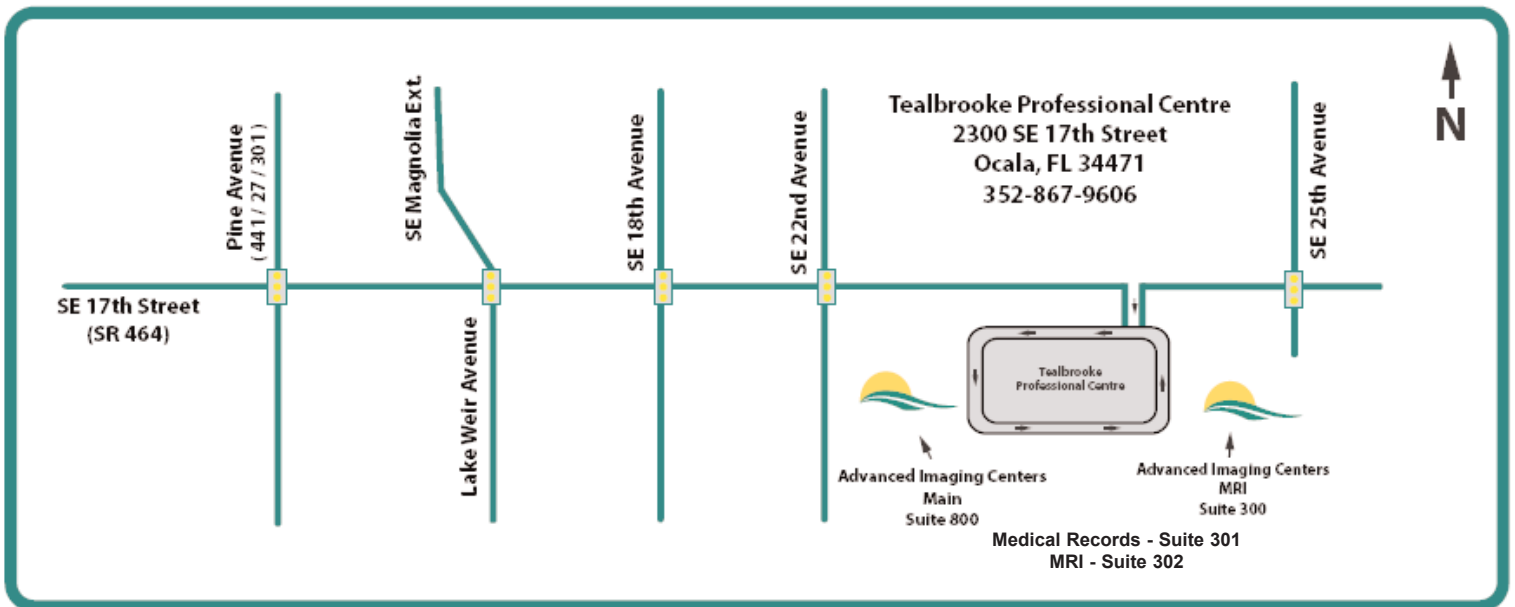 SE Magnolia Ext.
Pine Avenue
( 441 / 27 / 301 )
SE 18th Avenue
SE 22nd Avenue
Tealbrooke Professional Centre
2300 SE 17th Street
Ocala, FL 34471
352-867-9606
SE 25th Avenue
N
SE 17th Street
(SR 464)
Lake Weir Avenue
Tealbrooke
Professional Centre
Advanced Imaging Centers
Main
Suite 800
Advanced Imaging Centers
MRI
Suite 300
Medical Records - Suite 301
MRI - Suite 302